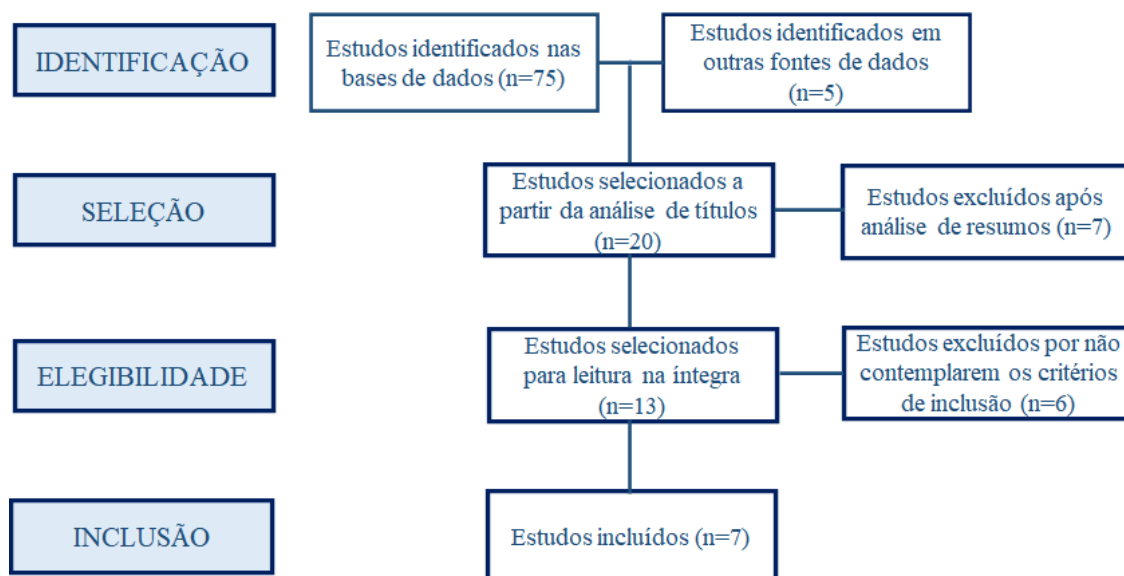 IDENTIFICAÇÃO
Estudos identificados nas
bases de dados (n=75)
Estudos identificados em
outras fontes de dados
(n=5)
SELEÇÃO
Estudos selecionados a
partir da análise de títulos
(n=20)
Estudos excluídos após
análise de resumos (n=7)
ELEGIBILIDADE
Estudos selecionados
para leitura na íntegra
(n=13)
Estudos excluídos por não
contemplarem os critérios
de inclusão (n=6)
INCLUSÃO
Estudos incluídos (n=7)